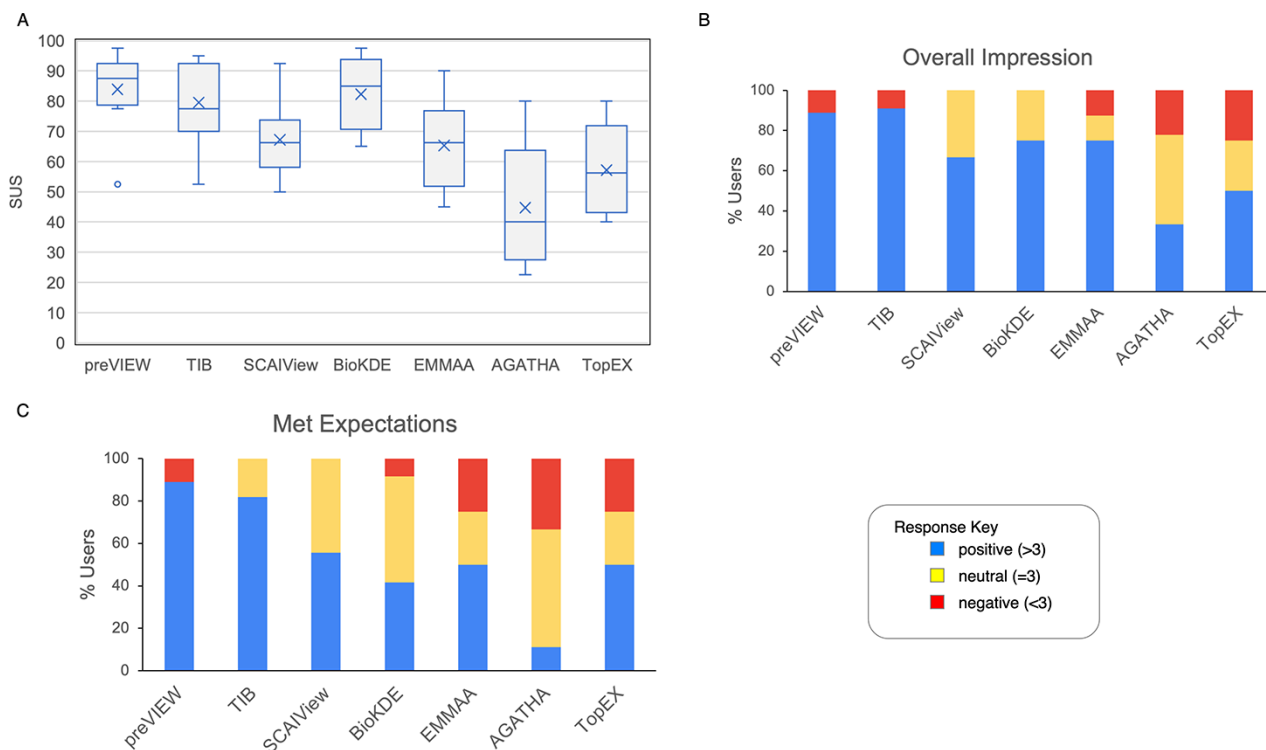 A
100
90
80
70
60
50
40
30
20
10
0
SUS
preVIEW TIB SCAIView BioKDE EMMAA AGATHA TopEX
B
Overall Impression
100
80
60
40
20
0
% Users
preVIEW TIB SCAIView BioKDE EMMAA AGATHA TopEX
C
Met Expectations
100
80
60
40
20
0
% Users
preVIEW TIB SCAIView BioKDE EMMAA AGATHA TopEX
Response Key
positive (>3)
neutral (=3)
negative (<3)